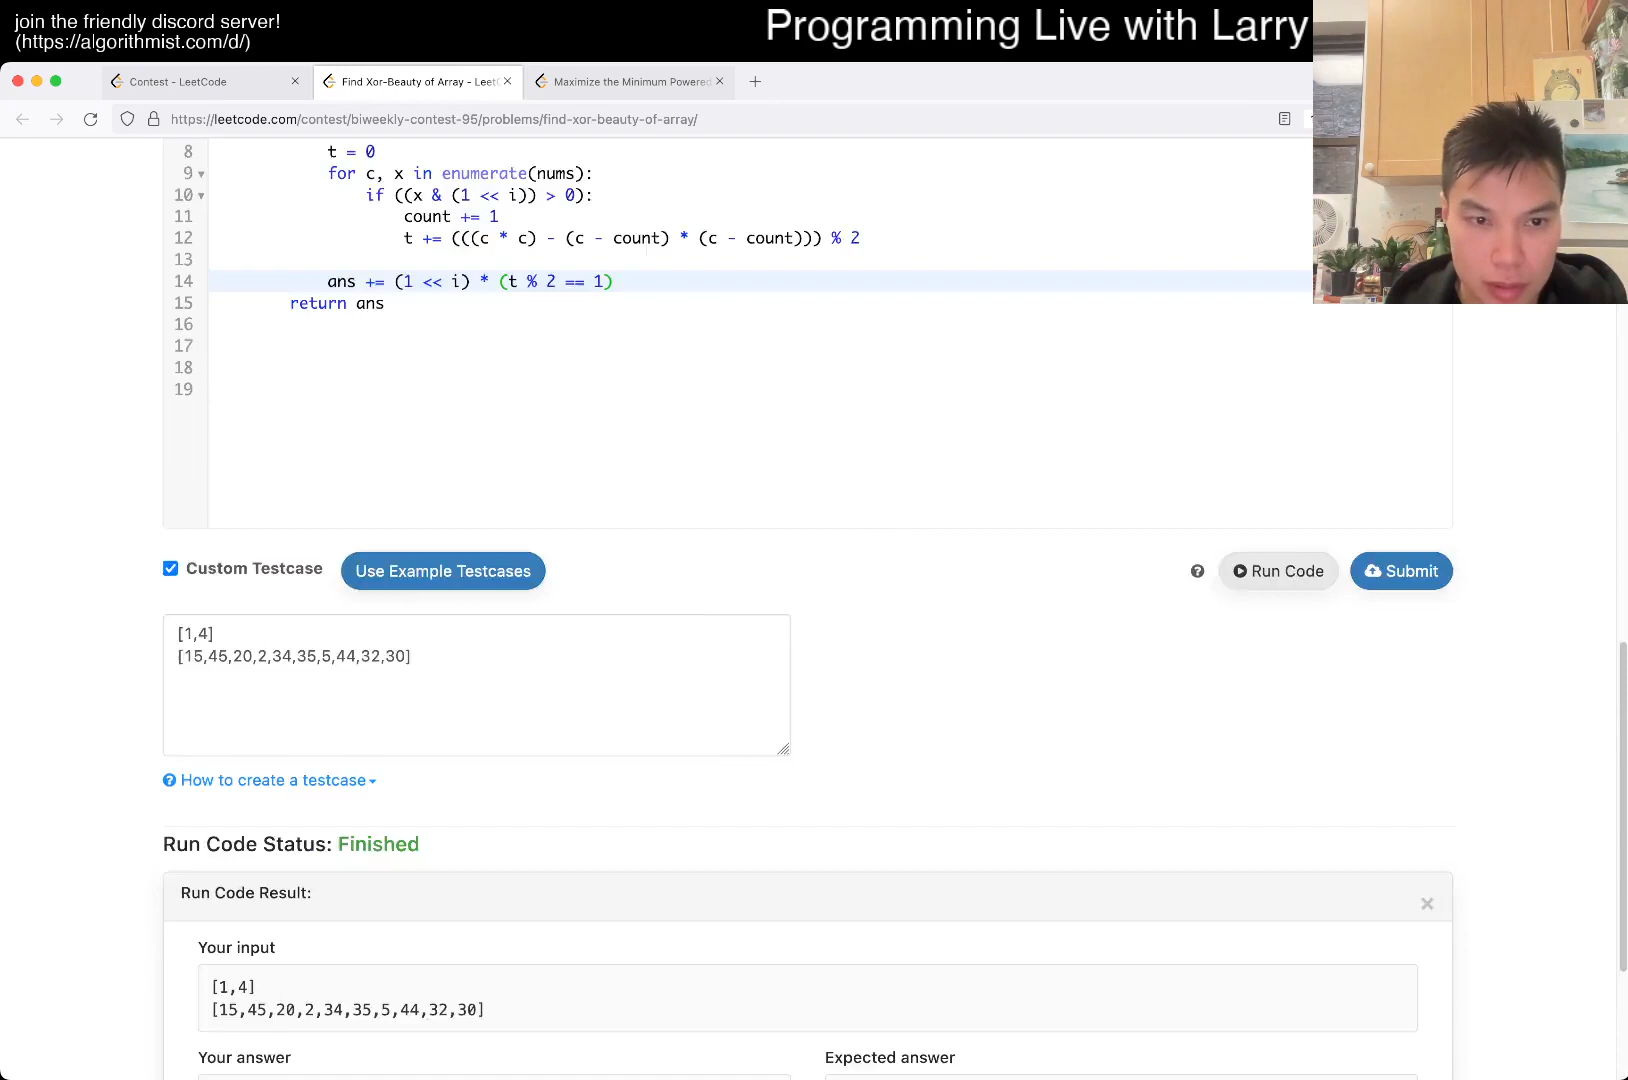 join the friendly discord server!
(https://algorithmist.com/d/)
Programming Live with Larry
Contest - LeetCode
Find Xor-Beauty of Array - Leet
Maximize the Minimum Powered
https://leetcode.com/contest/biweekly-contest-95/problems/find-xor-beauty-of-array/
8 t = 0
9 for c, x in enumerate(nums):
10 if ((x & (1 << i)) > 0):
11 count += 1
12 t += (((c * c) - (c - count) * (c - count))) % 2
13
14 ans += (1 << i) * (t % 2 == 1)
15 return ans
16
17
18
19
Custom Testcase
Use Example Testcases
Run Code
Submit
[1,4]
[15,45,20,2,34,35,5,44,32,30]
How to create a testcase
Run Code Status: Finished
Run Code Result:
Your input
[1,4]
[15,45,20,2,34,35,5,44,32,30]
Your answer
Expected answer